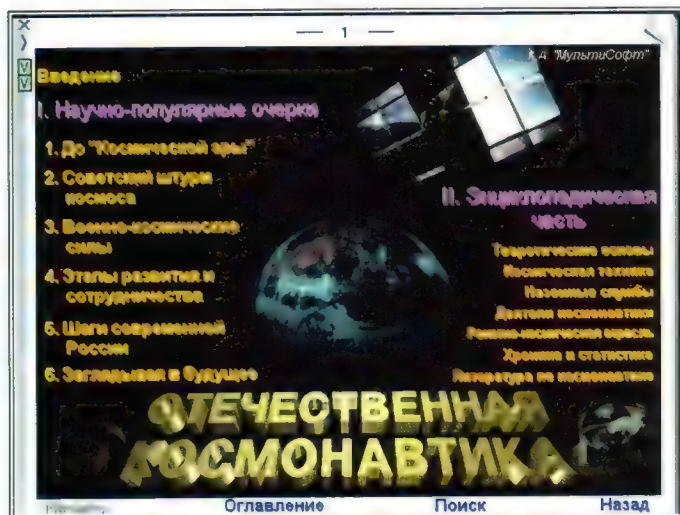 1
К.А. "МультиСофт"
Введение
I. Научно-популярные очерки
1. До "Космической эры"
2. Советский штурм
космоса
3. Военно-космические
силы
4. Этапы развития и
сотрудничества
5. Шаги современной
России
6. Заглядывая в будущее
II. Энциклопедическая
часть
Теоретические основы
Космическая техника
Наземные службы
Деятели космонавтики
Ракетно-космическая отрасль
Хроника и статистика
Литература по космонавтике
ОТЕЧЕСТВЕННАЯ
КОСМОНАВТИКА
Оглавление
Поиск
Назад